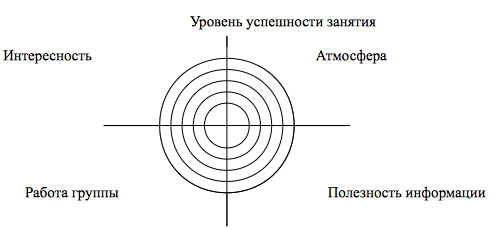 Уровень успешности занятия
Интересность
Атмосфера
Работа группы
Полезность информации